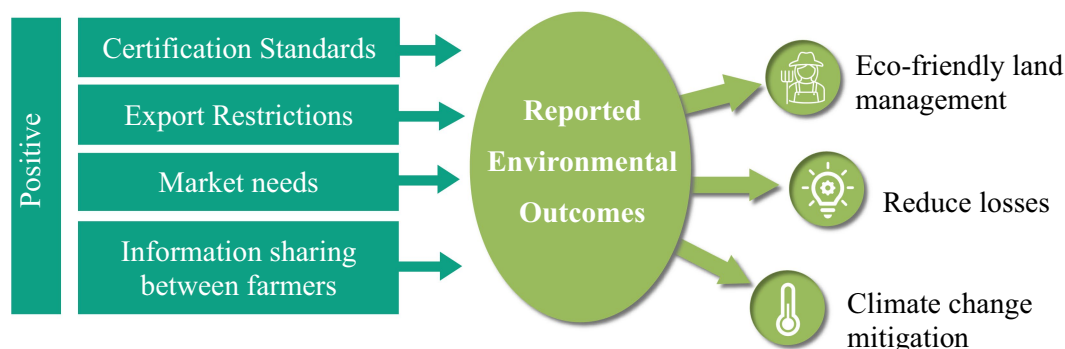 Positive
Certification Standards
Export Restrictions
Market needs
Information sharing
between farmers
Reported
Environmental
Outcomes
Eco-friendly land
management
Reduce losses
Climate change
mitigation